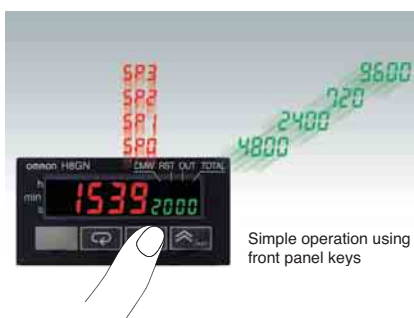 SP3
SP2
SP1
SP0
9600
720
2400
4800
omron H8GN
CMW RST OUT TOTAL
h
min
s
1539
2000
Simple operation using
front panel keys